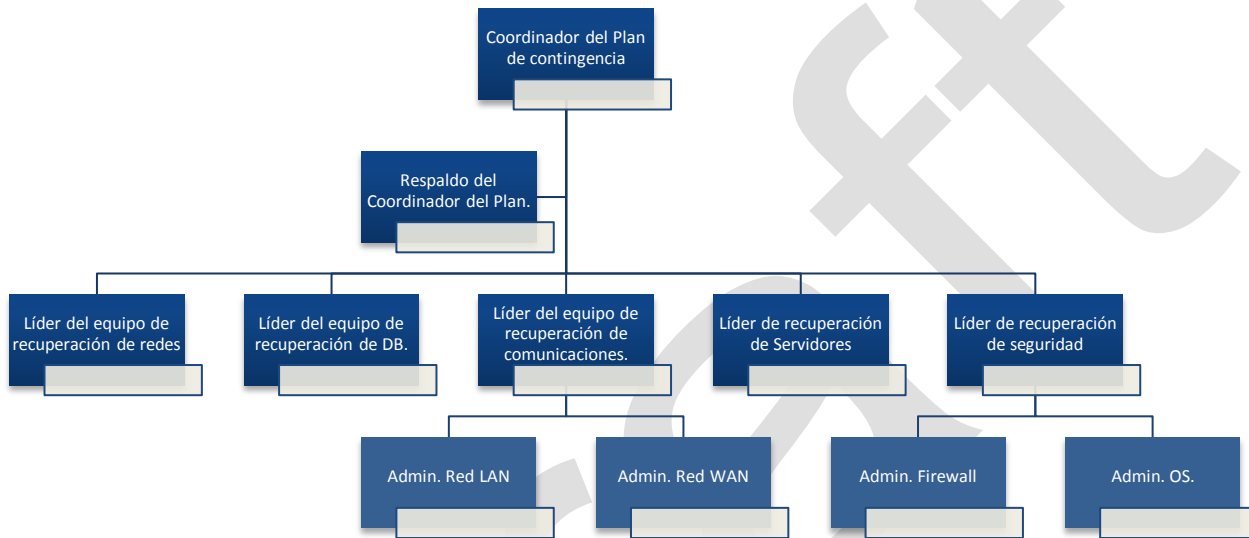 Coordinador del Plan
de contingencia
Respaldo del
Coordinador del Plan.
Líder del equipo de
recuperación de redes
Líder del equipo de
recuperación de DB.
Líder del equipo de
recuperación de
comunicaciones.
Líder de recuperación
de Servidores
Líder de recuperación
de seguridad
Admin. Red LAN
Admin. Red WAN
Admin. Firewall
Admin. OS.